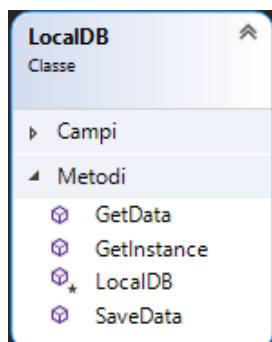 LocalDB
Classe
Campi
Metodi
GetData
GetInstance
LocalDB
SaveData